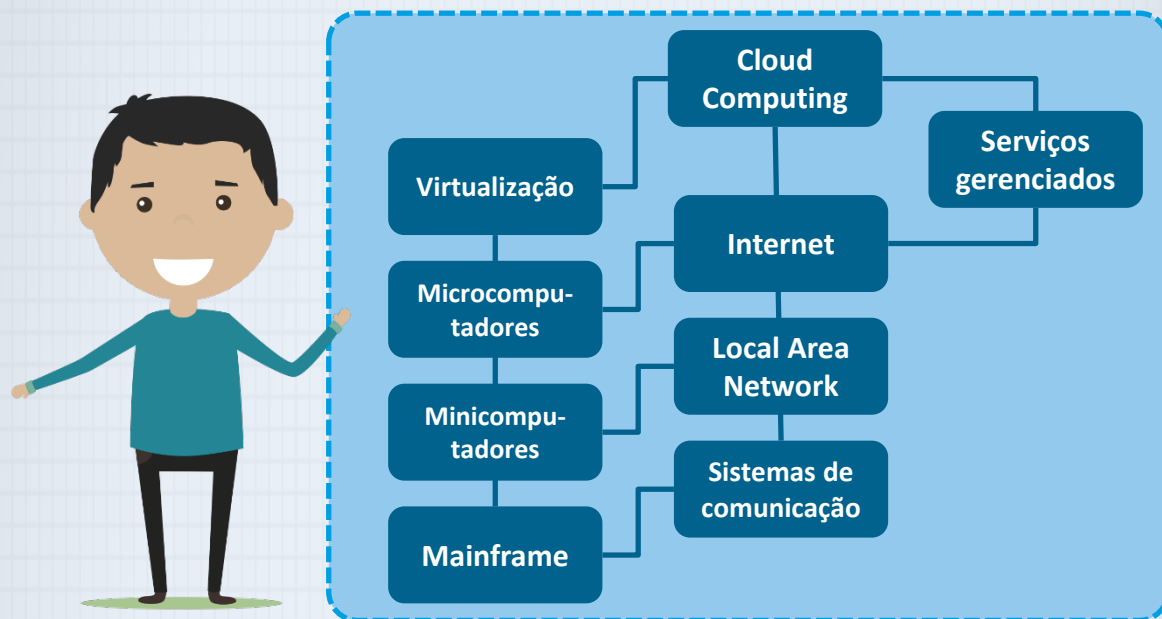 Cloud
Computing
Serviços
gerenciados
Virtualização
Internet
Microcompu-
tadores
Local Area
Network
Minicompu-
tadores
Sistemas de
comunicação
Mainframe